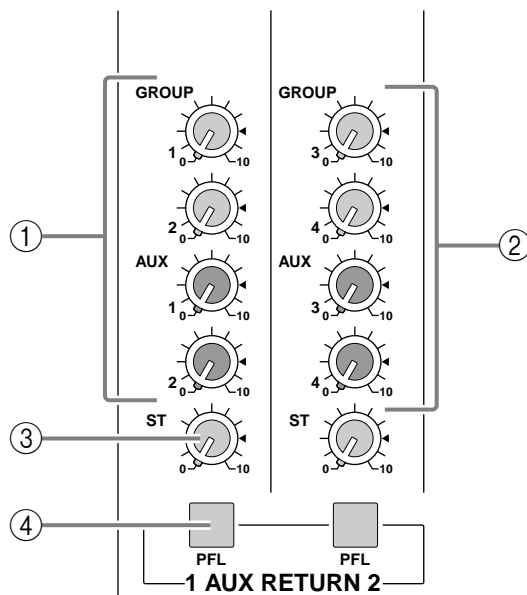 GROUP GROUP
1 0 10 3 0 10
2 0 10 4 0 10
① ②
AUX AUX
1 0 10 3 0 10
2 0 10 4 0 10
ST ST
③ 0 10 0 10
④
PFL PFL
1 AUX RETURN 2